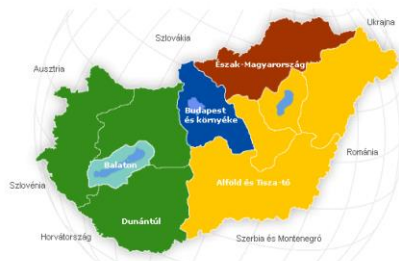 Ukrajna
Szlovákia
Észak-Magyarország
Ausztria
Budapest
és környéke
Románia
Balaton
Szlovénia
Alföld és Tisza-tó
Dunántúl
Horvátország
Szerbia és Montenegró